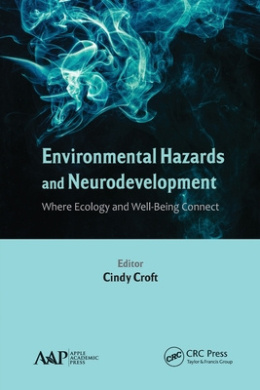 Environmental Hazards
and Neurodevelopment
Where Ecology and Well-Being Connect
Editor
Cindy Croft
AAP
APPLE
ACADEMIC
PRESS
CRC
CRC Press
Taylor & Francis Group